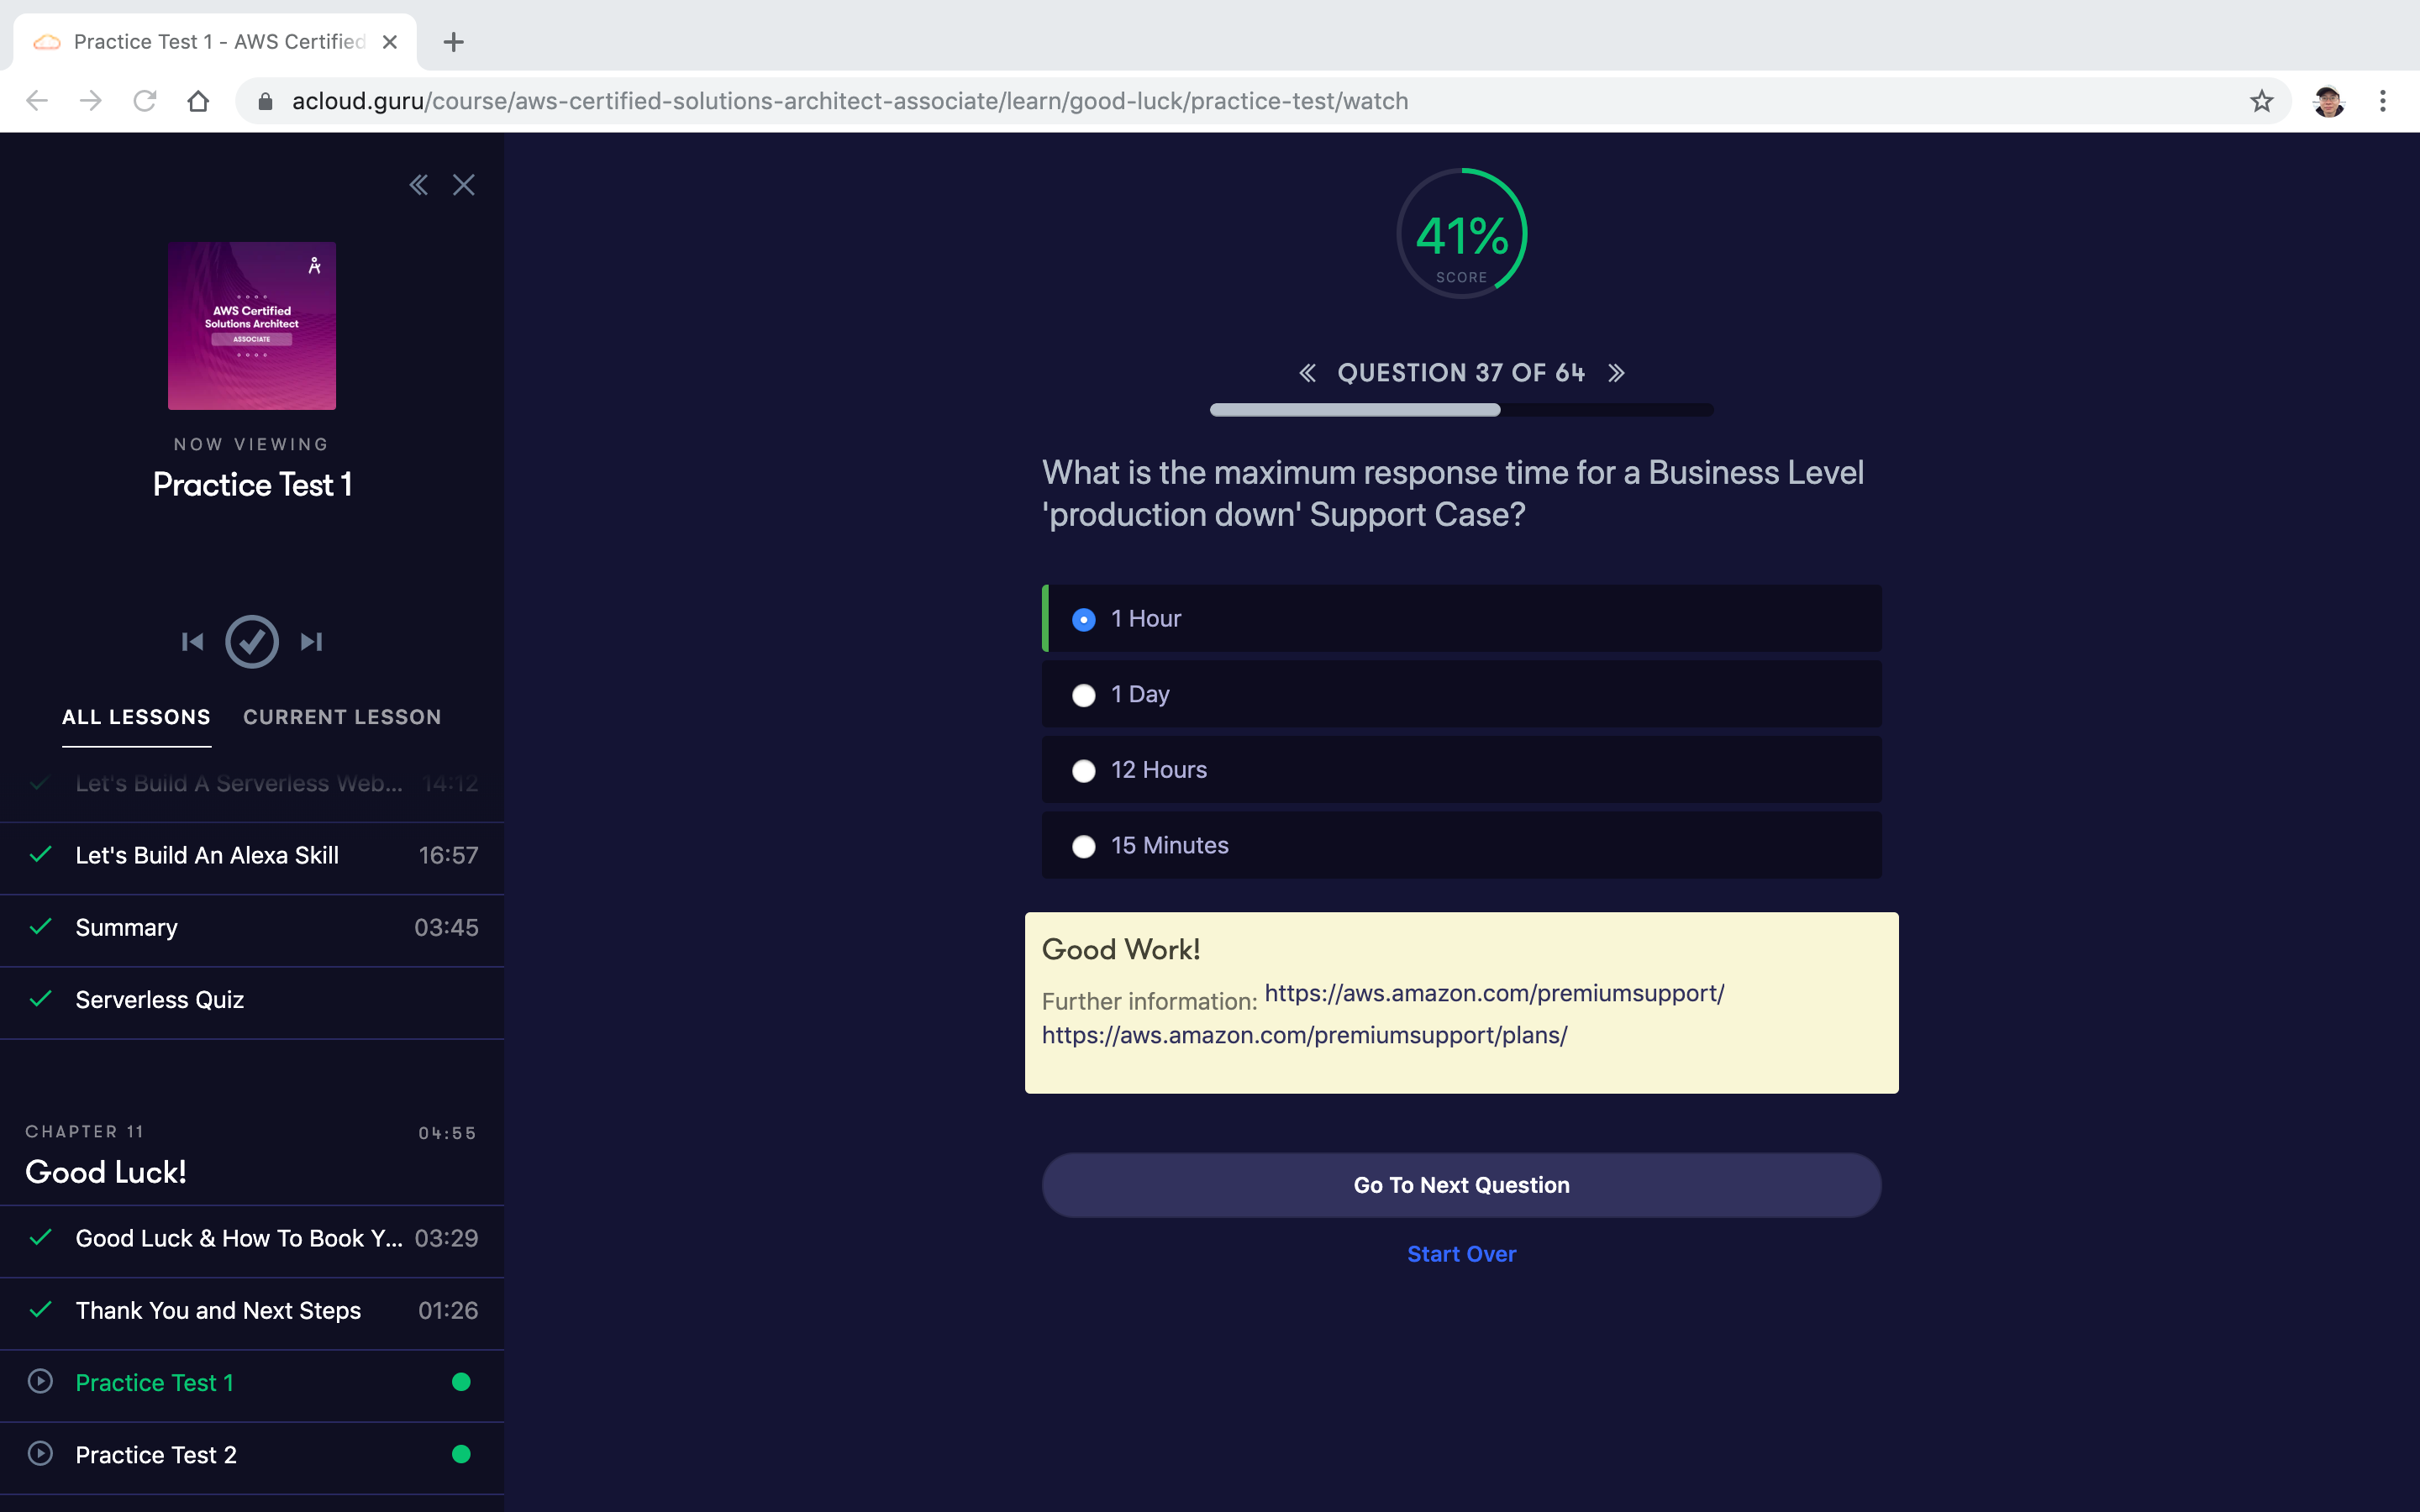 Practice Test 1 - AWS Certified
acloud.guru/course/aws-certified-solutions-architect-associate/learn/good-luck/practice-test/watch
AWS Certified
Solutions Architect
ASSOCIATE
NOW VIEWING
Practice Test 1
ALL LESSONS
CURRENT LESSON
Let's Build A Serverless Web... 14:12
Let's Build An Alexa Skill 16:57
Summary 03:45
Serverless Quiz
CHAPTER 11 04:55
Good Luck!
Good Luck & How To Book Y... 03:29
Thank You and Next Steps 01:26
Practice Test 1
Practice Test 2
41%
SCORE
QUESTION 37 OF 64
What is the maximum response time for a Business Level
'production down' Support Case?
1 Hour
1 Day
12 Hours
15 Minutes
Good Work!
Further information: https://aws.amazon.com/premiumsupport/
https://aws.amazon.com/premiumsupport/plans/
Go To Next Question
Start Over